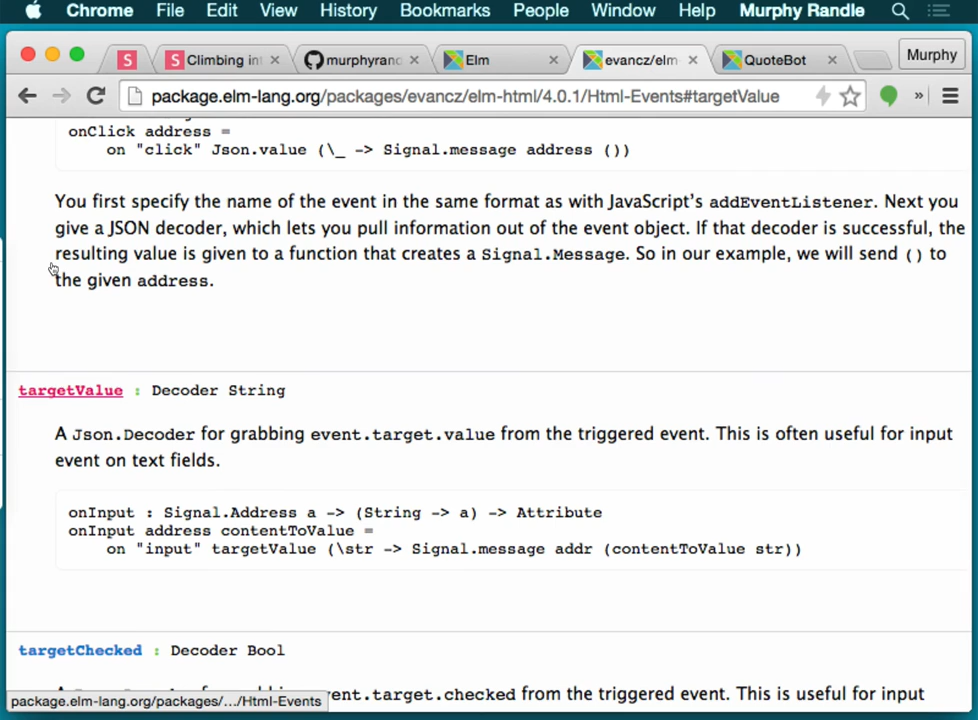 Chrome File Edit View History Bookmarks People Window Help Murphy Randle
S S Climbing in murphyranc Elm evancz/elm QuoteBot Murphy
package.elm-lang.org/packages/evancz/elm-html/4.0.1/Html-Events#targetValue »
onClick address =
on "click" Json.value (\_ -> Signal.message address ())
You first specify the name of the event in the same format as with JavaScript's addEventListener. Next you
give a JSON decoder, which lets you pull information out of the event object. If that decoder is successful, the
resulting value is given to a function that creates a Signal.Message. So in our example, we will send () to
the given address.
targetValue : Decoder String
A Json.Decoder for grabbing event.target.value from the triggered event. This is often useful for input
event on text fields.
onInput : Signal.Address a -> (String -> a) -> Attribute
onInput address contentToValue =
on "input" targetValue (\str -> Signal.message addr (contentToValue str))
targetChecked : Decoder Bool
event.target.checked from the triggered event. This is useful for input
package.elm-lang.org/packages/.../Html-Events